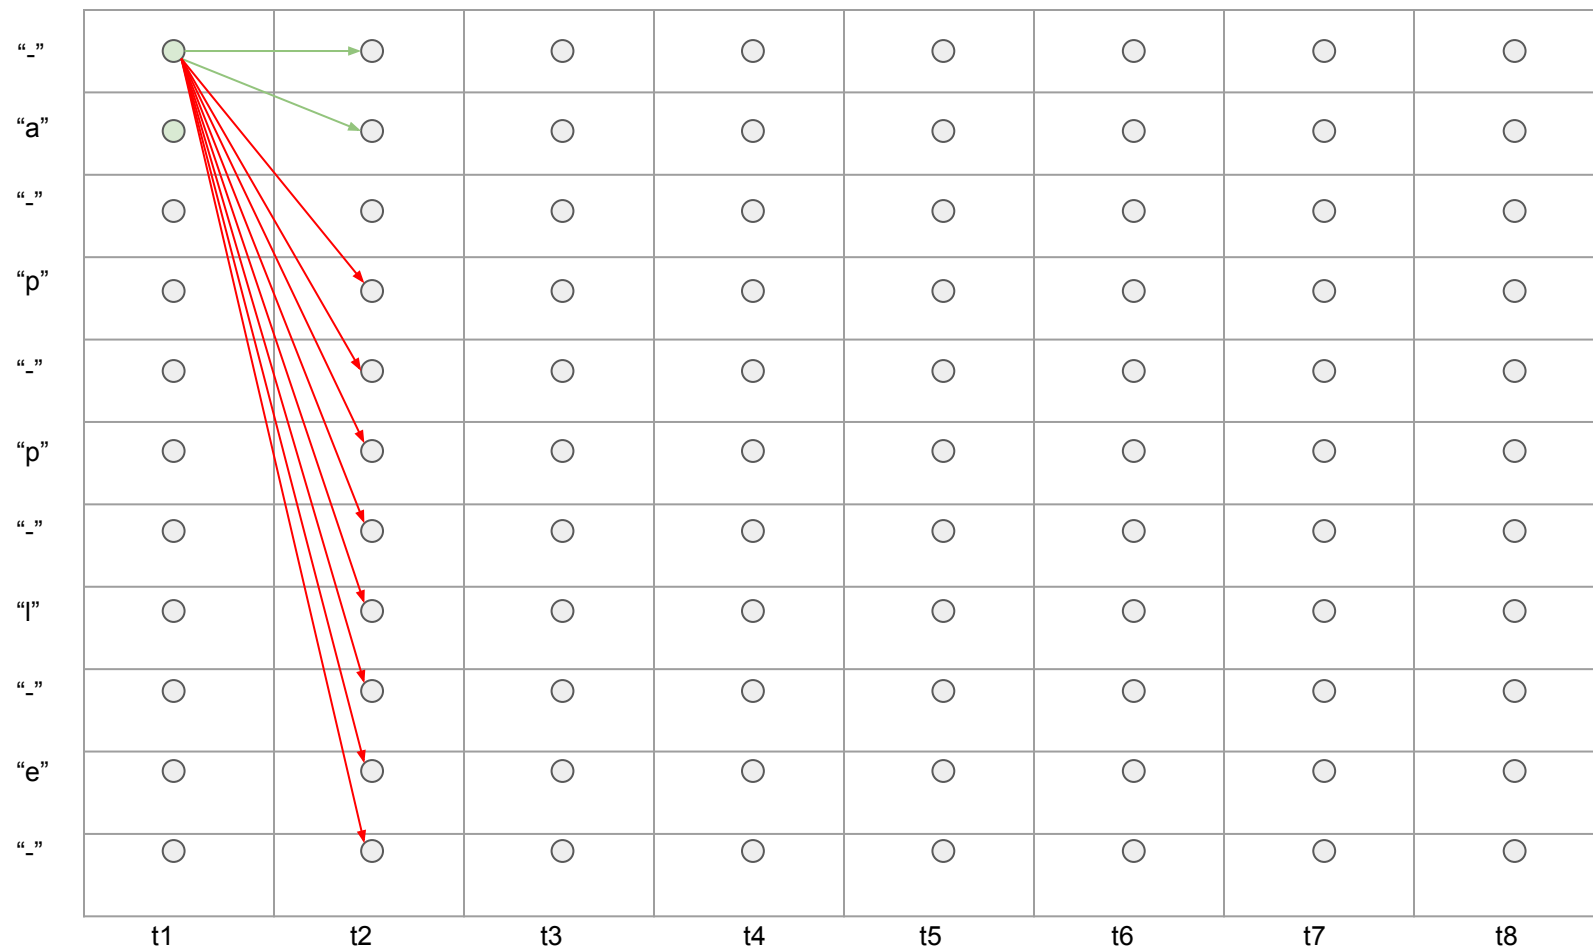 “-”
“a”
“-”
“p”
“-”
“p”
“-”
“l”
“-”
“e”
“-”
t1 t2 t3 t4 t5 t6 t7 t8